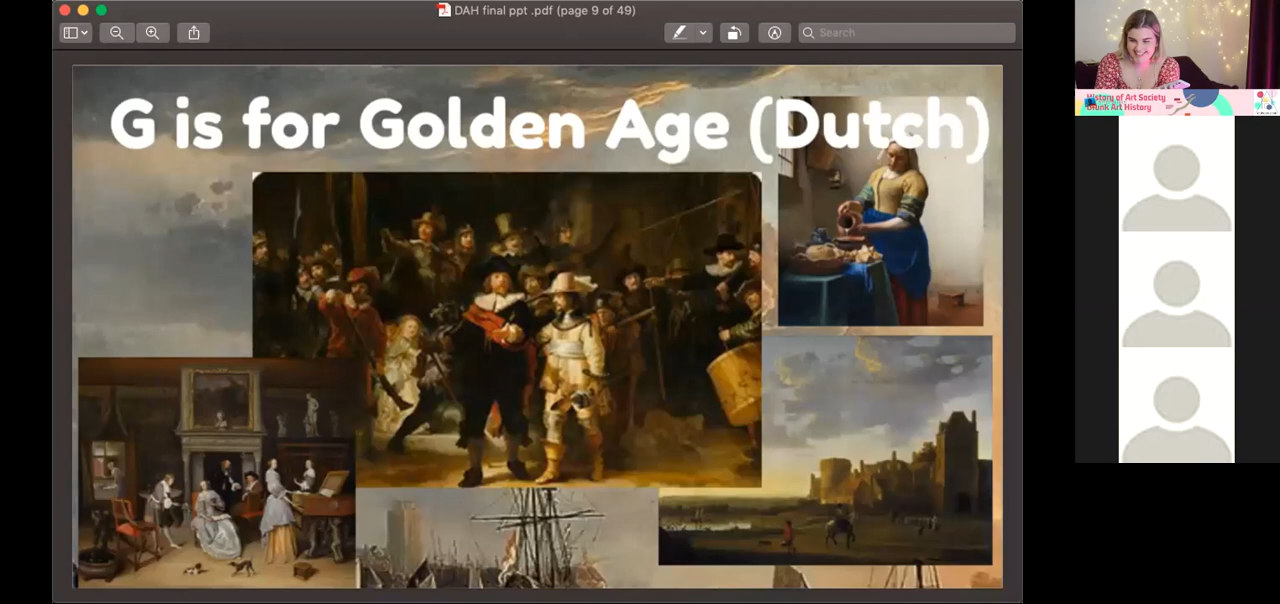 DAH final ppt .pdf (page 9 of 49)
Search
G is for Golden Age (Dutch)
History of Art Society
Drunk Art History